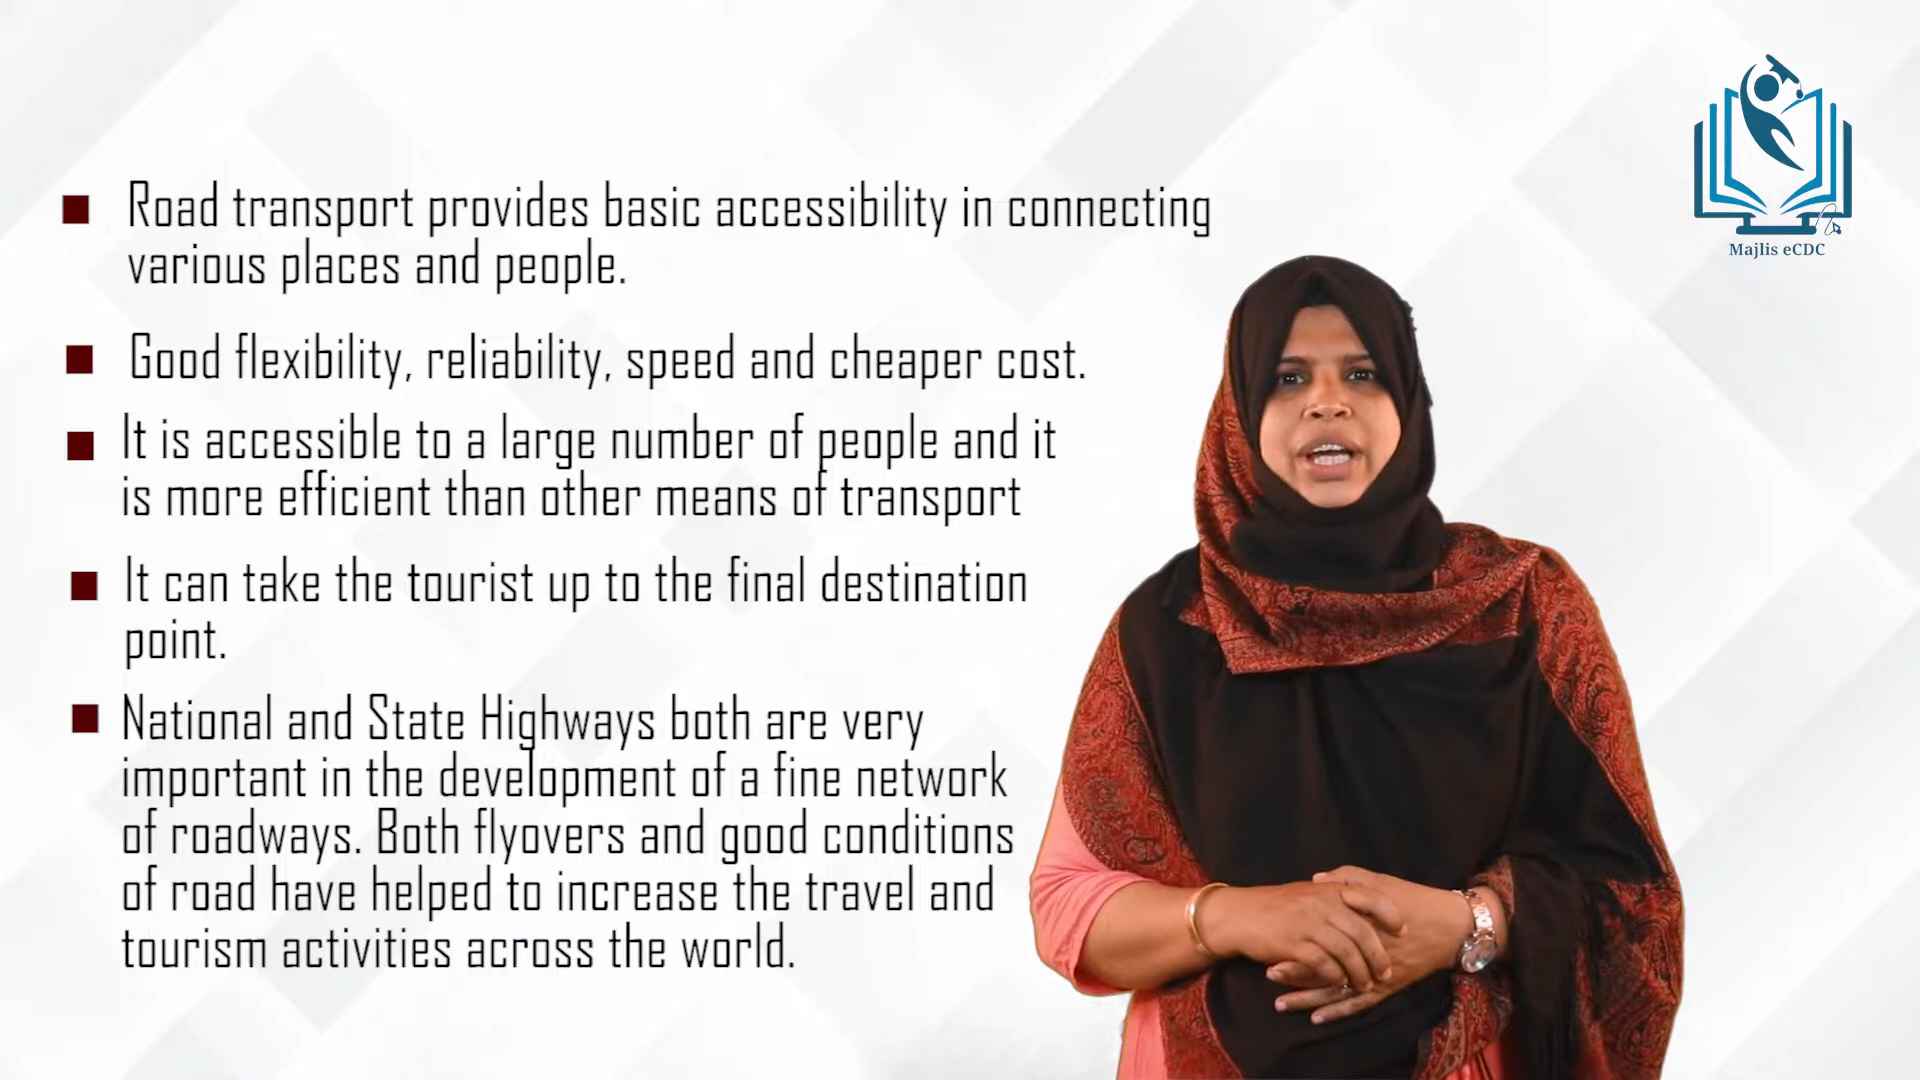 Road transport provides basic accessibility in connecting
various places and people.
Good flexibility, reliability, speed and cheaper cost.
It is accessible to a large number of people and it
is more efficient than other means of transport
It can take the tourist up to the final destination
point.
National and State Highways both are very
important in the development of a fine network
of roadways. Both flyovers and good conditions
of road have helped to increase the travel and
tourism activities across the world.
Majlis eCDC